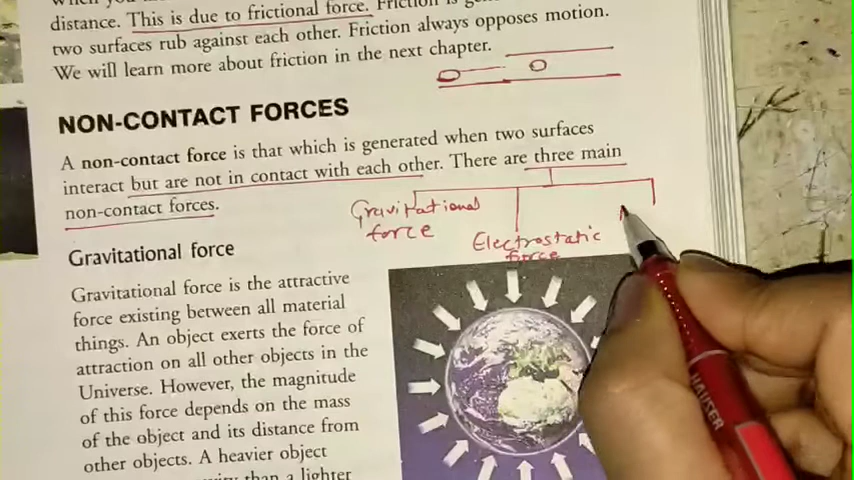 distance. This is due to frictional force. Friction is
two surfaces rub against each other. Friction always opposes motion.
We will learn more about friction in the next chapter.
NON-CONTACT FORCES
A non-contact force is that which is generated when two surfaces
interact but are not in contact with each other. There are three main
non-contact forces.
Gravitational
force
Electrostatic
force
Gravitational force
Gravitational force is the attractive
force existing between all material
things. An object exerts the force of
attraction on all other objects in the
Universe. However, the magnitude
of this force depends on the mass
of the object and its distance from
other objects. A heavier object
than a lighter
HAUSER